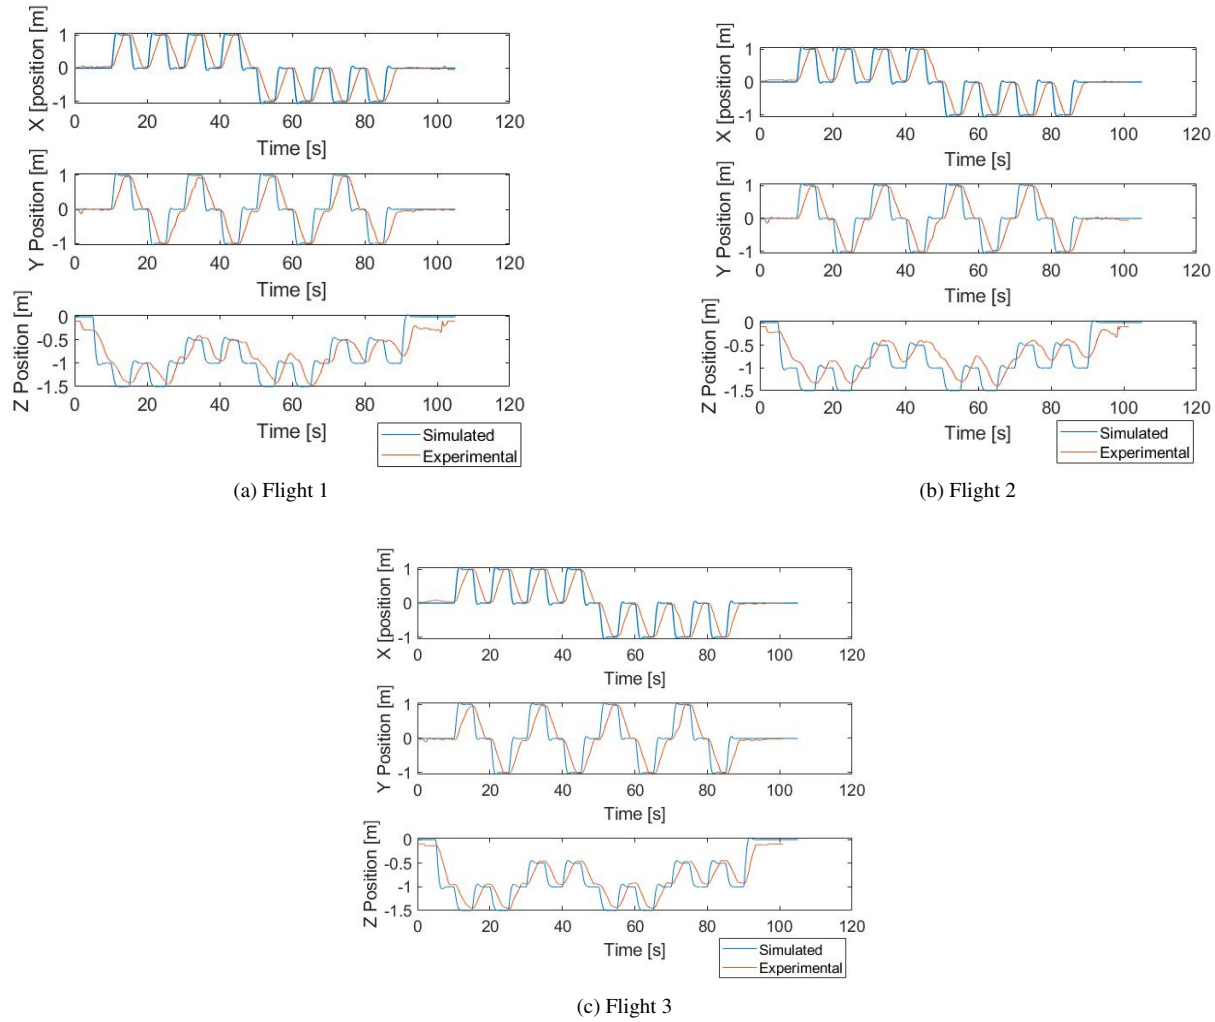 X [position [m]
1
0
-1
0 20 40 60 80 100 120
Time [s]
Y Position [m]
1
0
-1
0 20 40 60 80 100 120
Time [s]
Z Position [m]
0
-0.5
-1
-1.5
0 20 40 60 80 100 120
Time [s]
Simulated
Experimental
(a) Flight 1
X [position [m]
1
0
-1
0 20 40 60 80 100 120
Time [s]
Y Position [m]
1
0
-1
0 20 40 60 80 100 120
Time [s]
Z Position [m]
0
-0.5
-1
-1.5
0 20 40 60 80 100 120
Time [s]
Simulated
Experimental
(b) Flight 2
X [position [m]
1
0
-1
0 20 40 60 80 100 120
Time [s]
Y Position [m]
1
0
-1
0 20 40 60 80 100 120
Time [s]
Z Position [m]
0
-0.5
-1
-1.5
0 20 40 60 80 100 120
Time [s]
Simulated
Experimental
(c) Flight 3